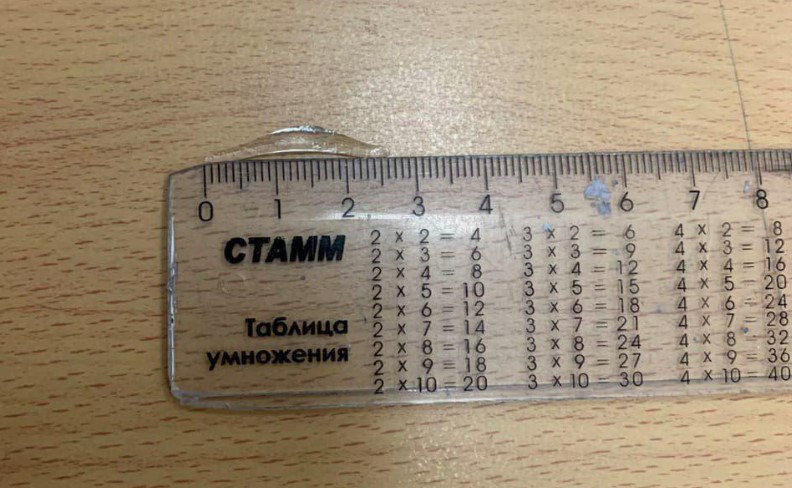 0 1 2 3 4 5 6 7 8
СТАММ
Таблица
умножения
2 x 2 = 4
2 x 3 = 6
2 x 4 = 8
2 x 5 = 10
2 x 6 = 12
2 x 7 = 14
2 x 8 = 16
2 x 9 = 18
2 x 10 = 20
3 x 2 = 6
3 x 3 = 9
3 x 4 = 12
3 x 5 = 15
3 x 6 = 18
3 x 7 = 21
3 x 8 = 24
3 x 9 = 27
3 x 10 = 30
4 x 2 = 8
4 x 3 = 12
4 x 4 = 16
4 x 5 = 20
4 x 6 = 24
4 x 7 = 28
4 x 8 = 32
4 x 9 = 36
4 x 10 = 40